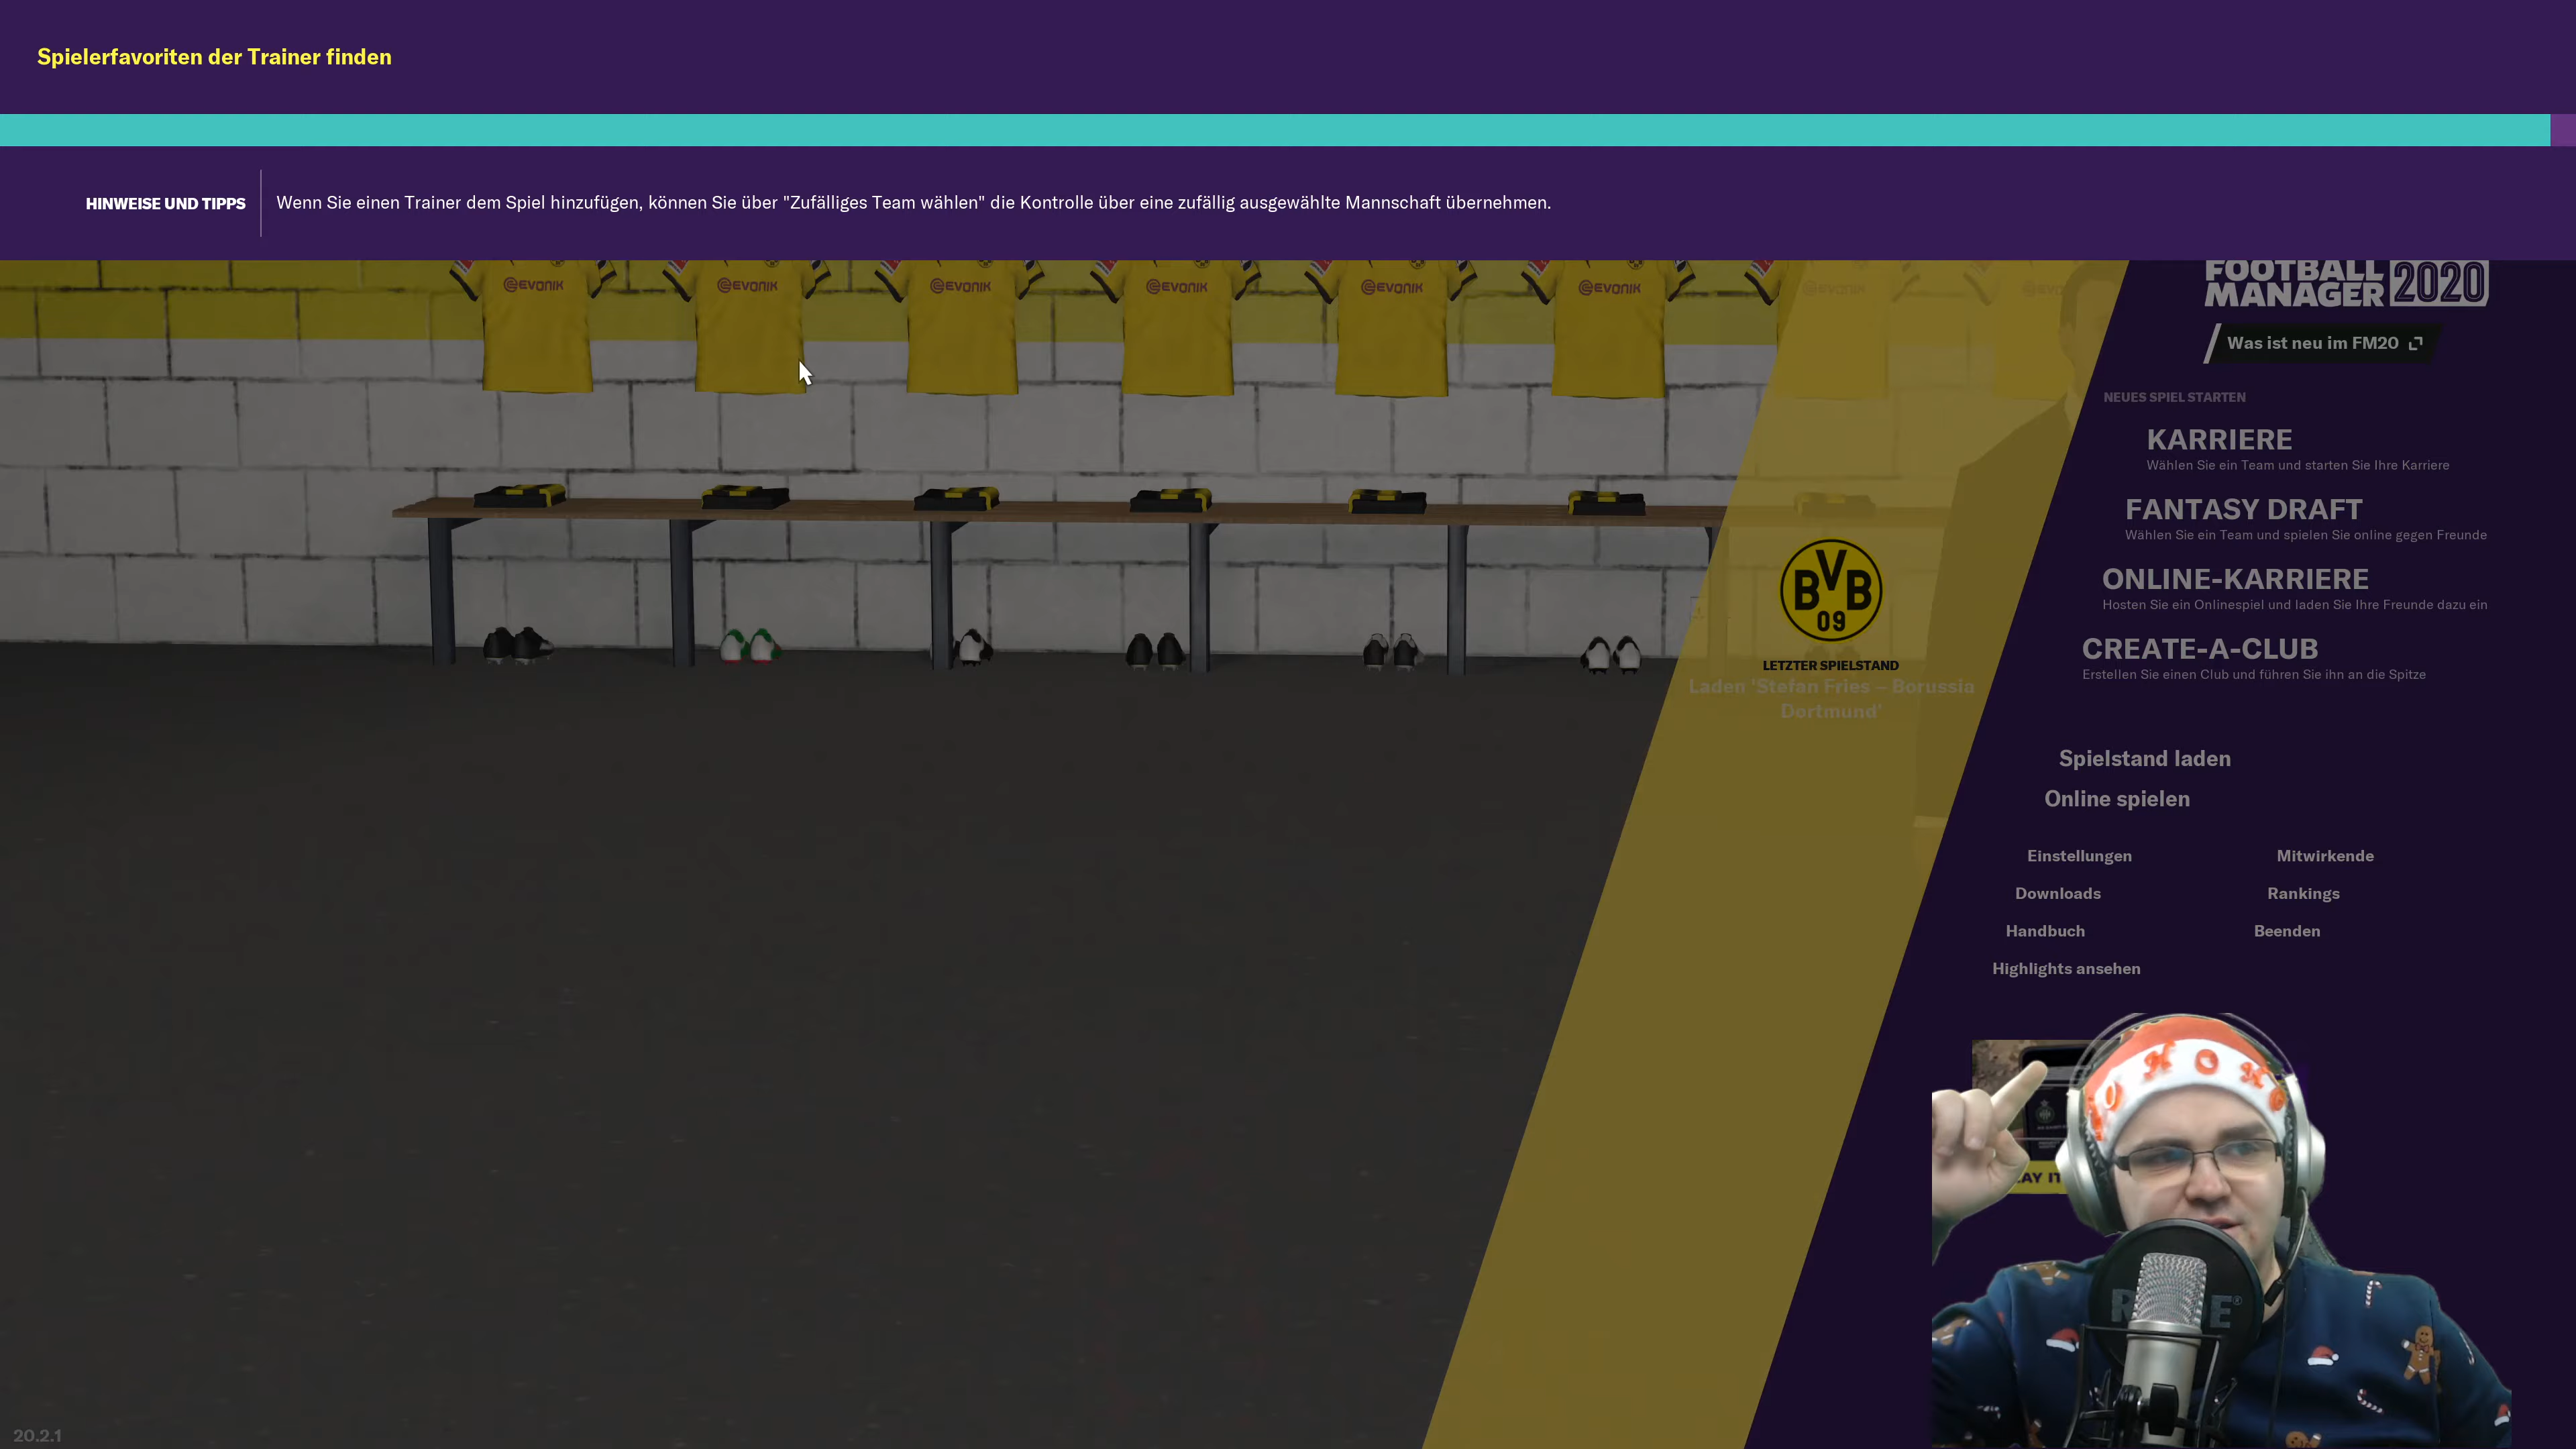 Spielerfavoriten der Trainer finden
HINWEISE UND TIPPS
Wenn Sie einen Trainer dem Spiel hinzufügen, können Sie über "Zufälliges Team wählen" die Kontrolle über eine zufällig ausgewählte Mannschaft übernehmen.
EVONIK EVONIK EVONIK EVONIK EVONIK EVONIK EVONIK
FOOTBALL
MANAGER 2020
Was ist neu im FM20
NEUES SPIEL STARTEN
KARRIERE
Wählen Sie ein Team und starten Sie Ihre Karriere
FANTASY DRAFT
Wählen Sie ein Team und spielen Sie online gegen Freunde
ONLINE-KARRIERE
Hosten Sie ein Onlinespiel und laden Sie Ihre Freunde dazu ein
CREATE-A-CLUB
Erstellen Sie einen Club und führen Sie ihn an die Spitze
BVB
09
LETZTER SPIELSTAND
Laden 'Stefan Fries – Borussia
Dortmund'
Spielstand laden
Online spielen
Einstellungen
Mitwirkende
Downloads
Rankings
Handbuch
Beenden
Highlights ansehen
20.2.1